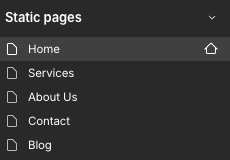 Static pages
Home
Services
About Us
Contact
Blog